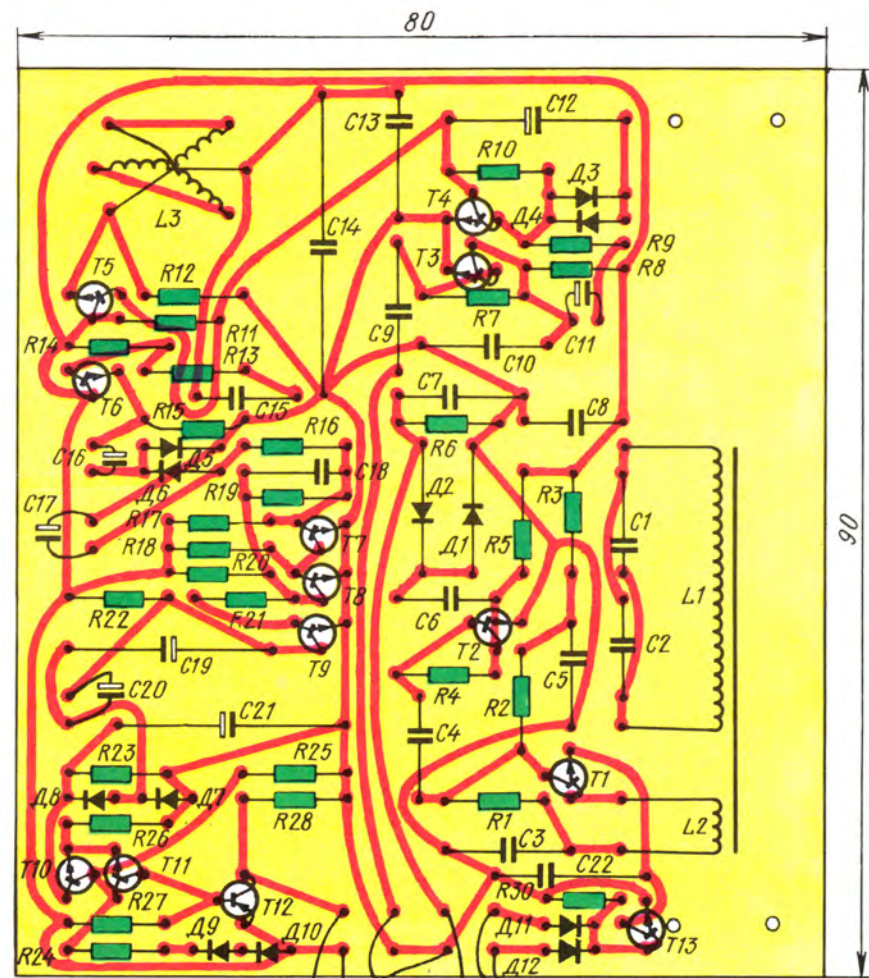 80
C13
C12
R10
Д3
T4
Д4
L3
C14
R9
T3
R8
T5
R12
R7
C9
C11
R14
R11
C10
R13
T6
C7
C15
C8
R15
R16
R6
C16
Д5
C18
Д6
R19
Д2
R3
C17
R17
C1
T7
Д1
R5
90
R18
R20
L1
T8
C6
R22
R21
T2
C2
T9
C5
C19
R4
R2
C20
C21
C4
R23
R25
T1
Д8
Д7
R28
R1
L2
R26
C3
T10
T11
C22
R27
R30
T12
Д9
Д10
Д11
T13
R24
Д12